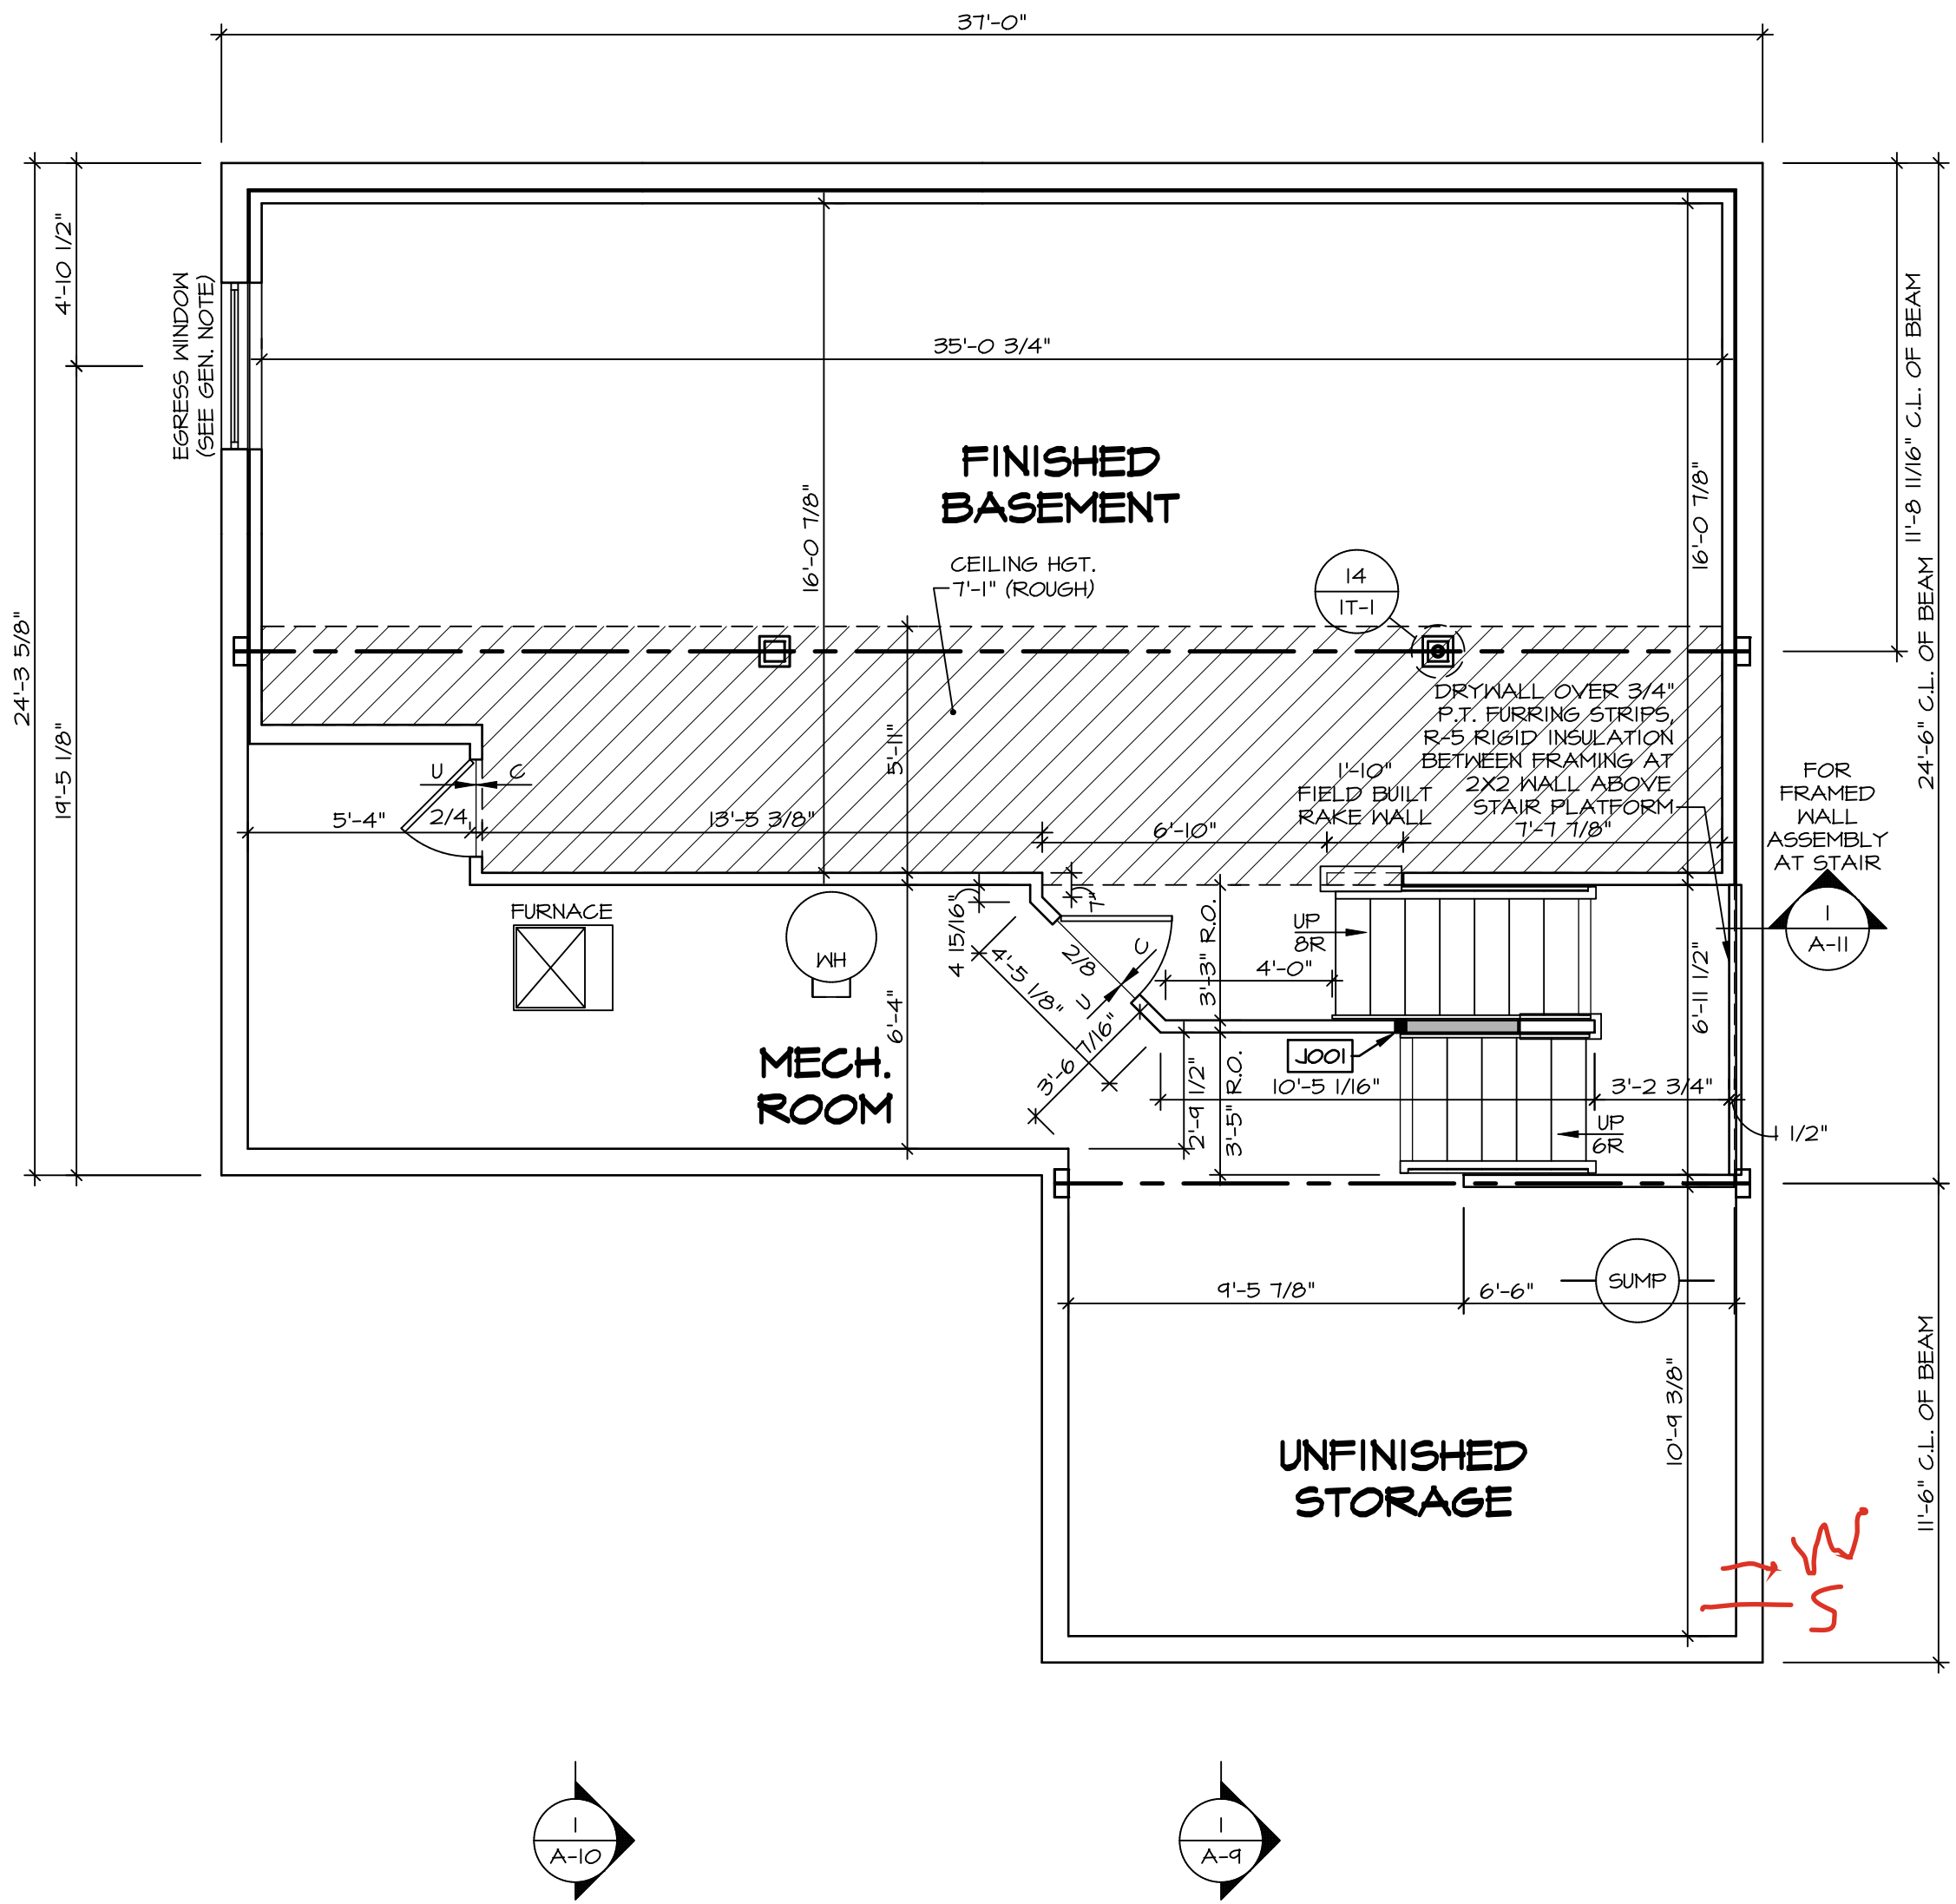 37'-0"
4'-10 1/2"
24'-3 5/8"
19'-5 1/8"
EGRESS WINDOW
(SEE GEN. NOTE)
35'-0 3/4"
16'-0 7/8"
16'-0 7/8"
11'-8 11/16" C.L. OF BEAM
24'-6" C.L. OF BEAM
FINISHED
BASEMENT
CEILING HGT.
7'-1" (ROUGH)
14
1T-1
DRYWALL OVER 3/4"
P.T. FURRING STRIPS,
R-5 RIGID INSULATION
BETWEEN FRAMING AT
2X2 WALL ABOVE
STAIR PLATFORM
1'-10"
FIELD BUILT
RAKE WALL
7'-7 7/8"
FOR
FRAMED
WALL
ASSEMBLY
AT STAIR
1
A-11
5'-11"
U
C
5'-4"
2/4
13'-5 3/8"
6'-10"
FURNACE
WH
4 15/16"
7"
4'-5 1/8"
2/8
C
U
3'-6 7/16"
3'-3" R.O.
4'-0"
UP
8R
6'-11 1/2"
6'-4"
MECH.
ROOM
J001
2'-9 1/2"
3'-5" R.O.
10'-5 1/16"
3'-2 3/4"
UP
6R
1 1/2"
9'-5 7/8"
6'-6"
SUMP
10'-9 3/8"
11'-6" C.L. OF BEAM
UNFINISHED
STORAGE
W
S
1
A-10
1
A-9